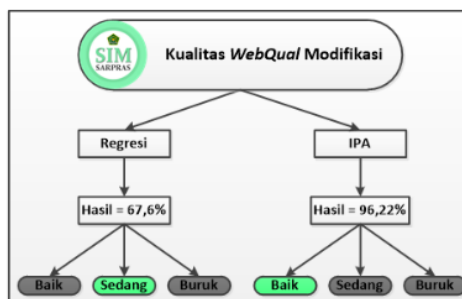 SIM
SARPRAS
Kualitas WebQual Modifikasi
Regresi
IPA
Hasil = 67,6%
Hasil = 96,22%
Baik
Sedang
Buruk
Baik
Sedang
Buruk